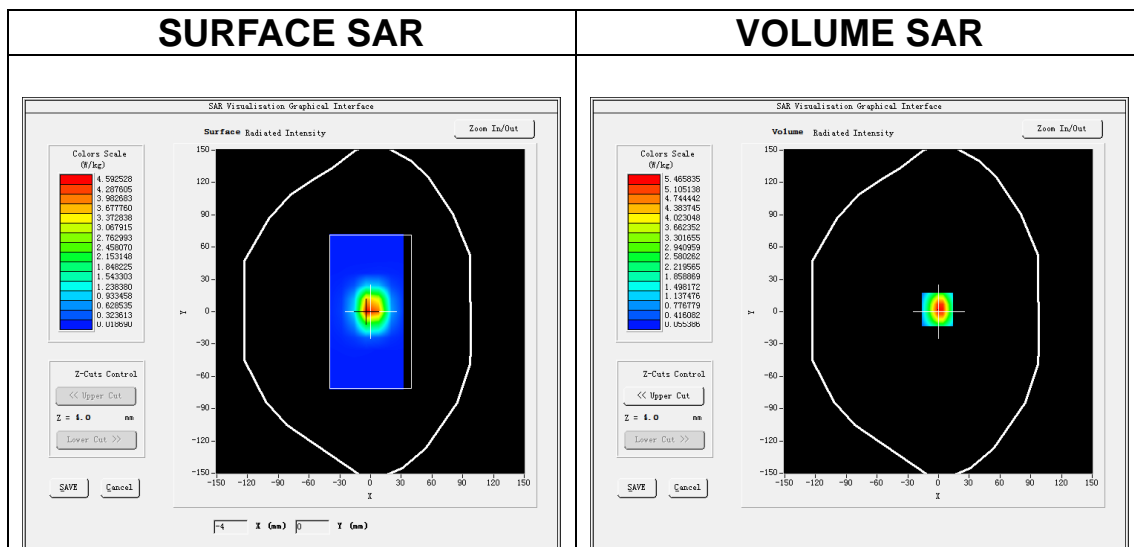 SURFACE SAR
VOLUME SAR
SAR Visualisation Graphical Interface
Surface Radiated Intensity
Zoom In/Out
Colors Scale
(W/kg)
4.592528
4.287605
3.982683
3.677760
3.372838
3.067915
2.762993
2.458070
2.153148
1.848225
1.543303
1.238380
0.933458
0.628535
0.323613
0.018690
150
120
90
60
30
0
-30
-60
-90
-120
-150
Y
-150 -120 -90 -60 -30 0 30 60 90 120 150
X
Z-Cuts Control
<< Upper Cut
Z = 4.0 mm
Lower Cut >>
SAVE Cancel
-4 X (mm) 0 Y (mm)
SAR Visualisation Graphical Interface
Volume Radiated Intensity
Zoom In/Out
Colors Scale
(W/kg)
5.465835
5.105138
4.744442
4.383745
4.023048
3.662352
3.301655
2.940959
2.580262
2.219565
1.858869
1.498172
1.137476
0.776779
0.416082
0.055386
150
120
90
60
30
0
-30
-60
-90
-120
-150
Y
-150 -120 -90 -60 -30 0 30 60 90 120 150
X
Z-Cuts Control
<< Upper Cut
Z = 4.0 mm
Lower Cut >>
SAVE Cancel